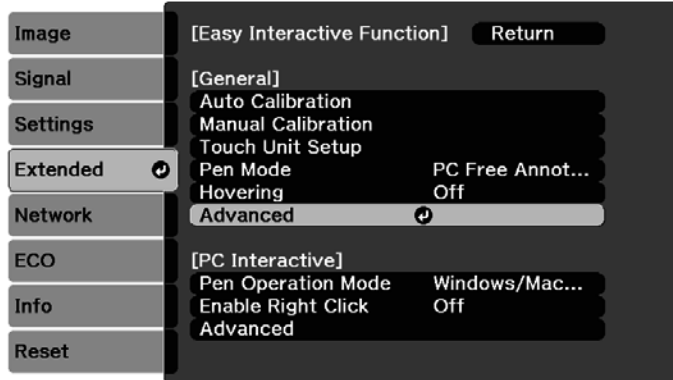 Image
Signal
Settings
Extended
Network
ECO
Info
Reset
[Easy Interactive Function] Return
[General]
Auto Calibration
Manual Calibration
Touch Unit Setup
Pen Mode PC Free Annot...
Hovering Off
Advanced
[PC Interactive]
Pen Operation Mode Windows/Mac...
Enable Right Click Off
Advanced